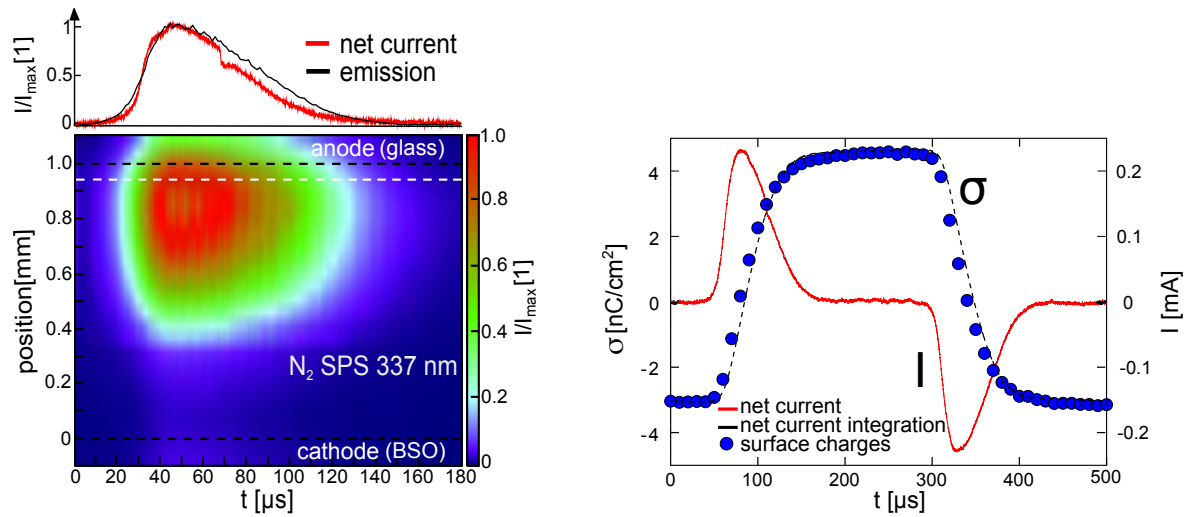 I/I_max[1]
1
0.5
0
net current
emission
position[mm]
1.0
0.8
0.6
0.4
0.2
0
anode (glass)
N₂ SPS 337 nm
cathode (BSO)
0 20 40 60 80 100 120 140 160 180
t [µs]
1.0
0.8
0.6
0.4
0.2
0
I/I_max[1]
σ [nC/cm²]
4
2
0
-2
-4
σ
I
net current
net current integration
surface charges
0 100 200 300 400 500
t [µs]
0.2
0.1
0
-0.1
-0.2
I [mA]